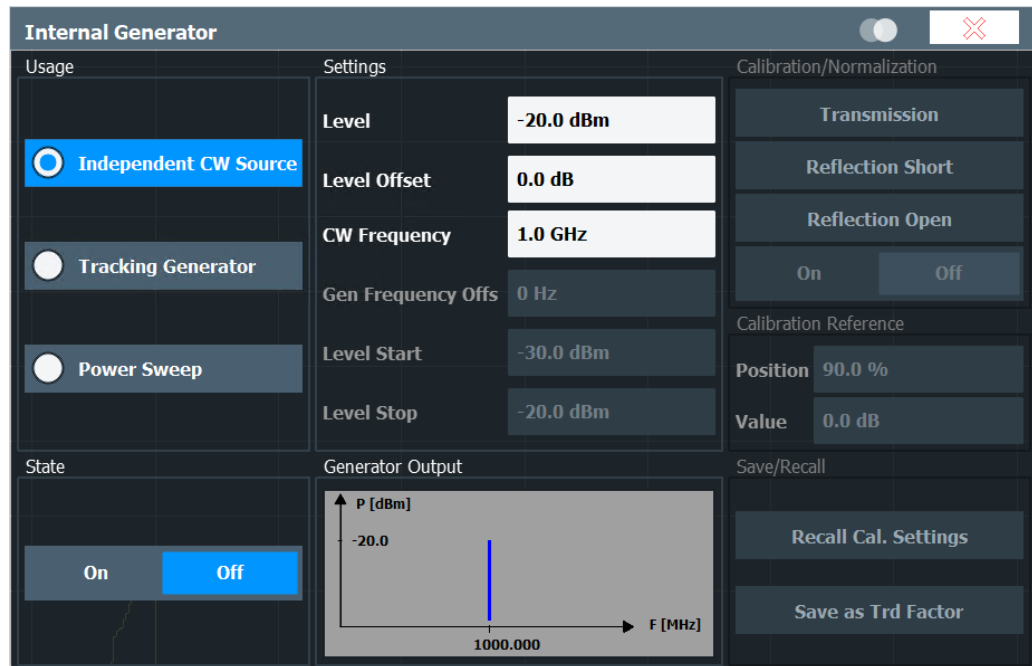 Internal Generator
Usage
Independent CW Source
Tracking Generator
Power Sweep
State
On Off
Settings
Level -20.0 dBm
Level Offset 0.0 dB
CW Frequency 1.0 GHz
Gen Frequency Offs 0 Hz
Level Start -30.0 dBm
Level Stop -20.0 dBm
Generator Output
P [dBm]
-20.0
F [MHz]
1000.000
Calibration/Normalization
Transmission
Reflection Short
Reflection Open
On Off
Calibration Reference
Position 90.0 %
Value 0.0 dB
Save/Recall
Recall Cal. Settings
Save as Trd Factor